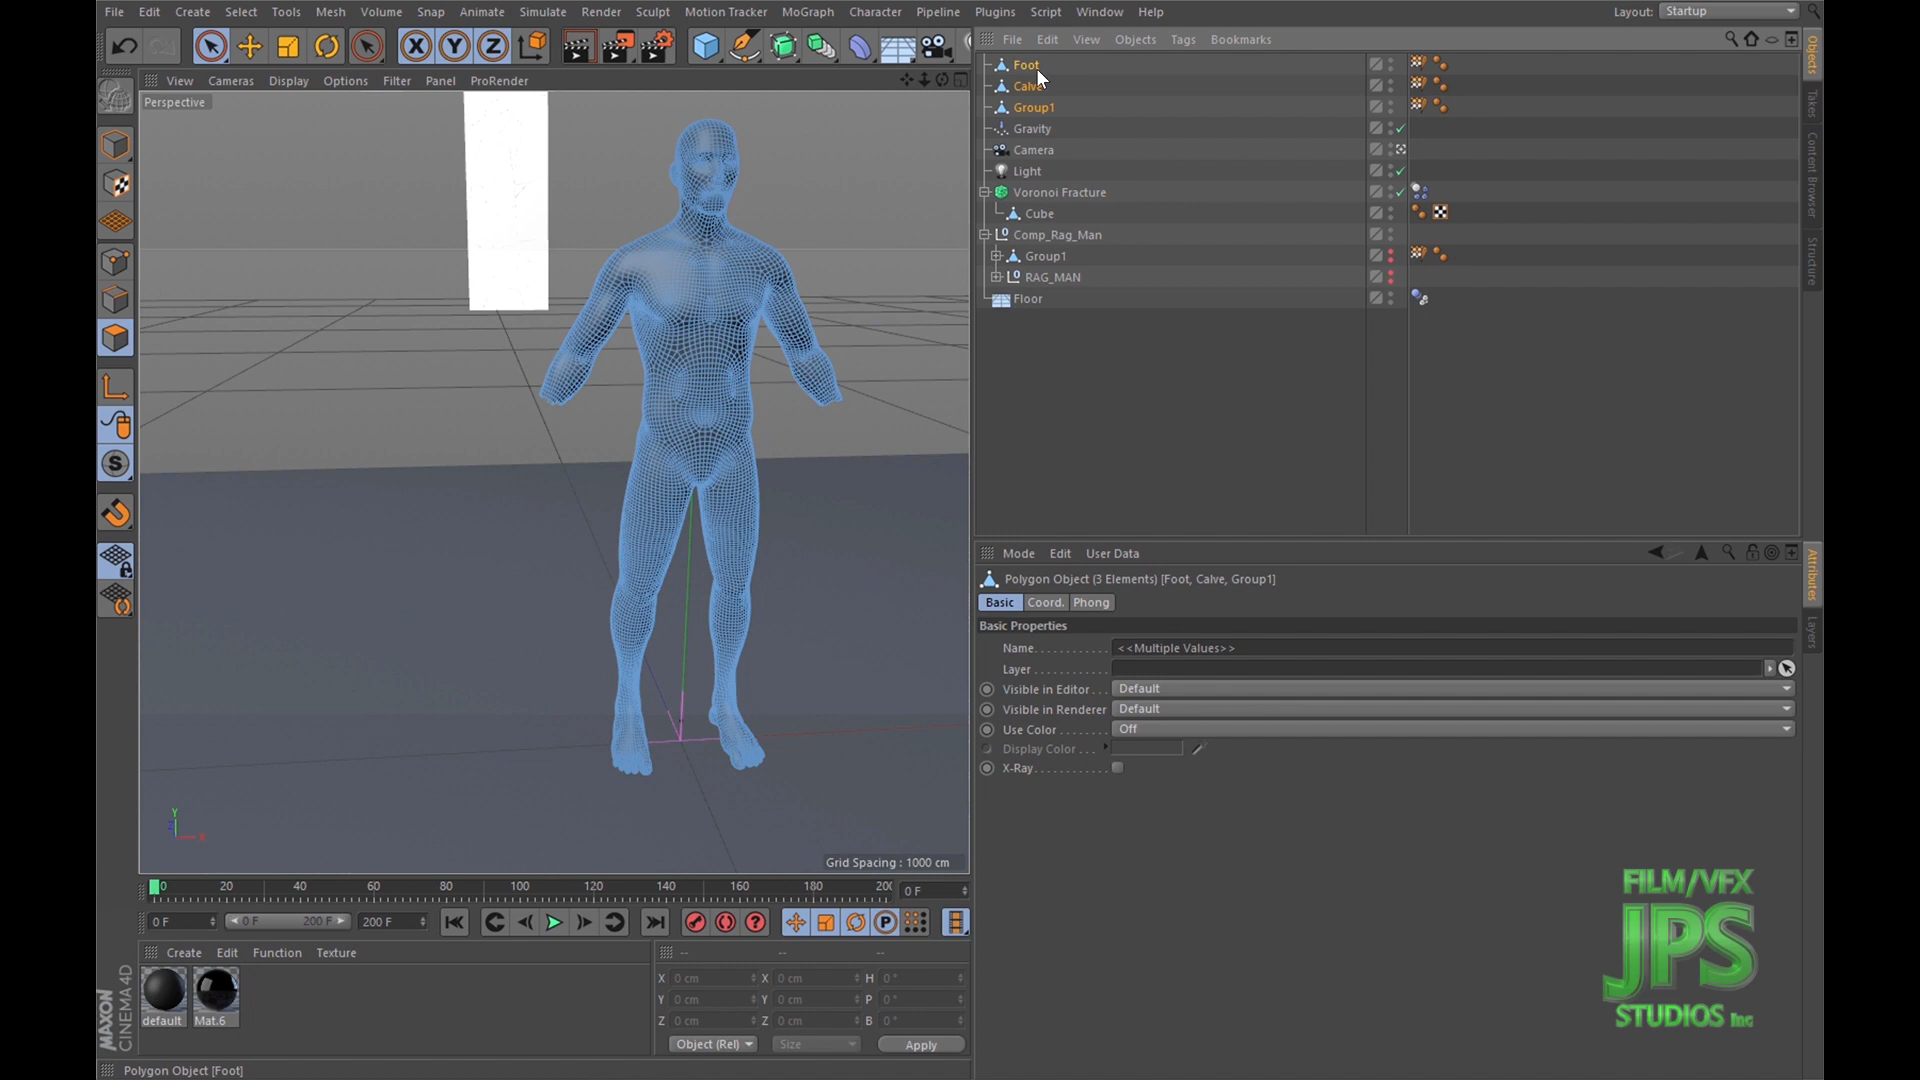 File Edit Create Select Tools Mesh Volume Snap Animate Simulate Render Sculpt Motion Tracker MoGraph Character Pipeline Plugins Script Window Help Layout: Startup
File Edit View Objects Tags Bookmarks
View Cameras Display Options Filter Panel ProRender
Perspective
Foot
Calve
Group1
Gravity
Camera
Light
Voronoi Fracture
Cube
Comp_Rag_Man
Group1
RAG_MAN
Floor
Objects
Takes
Content Browser
Structure
Mode Edit User Data
Polygon Object (3 Elements) [Foot, Calve, Group1]
Basic Coord. Phong
Basic Properties
Name <<Multiple Values>>
Layer
Visible in Editor Default
Visible in Renderer Default
Use Color Off
Display Color
X-Ray
Attributes
Layers
Y
Z
X
Grid Spacing : 1000 cm
0 20 40 60 80 100 120 140 160 180 200 0 F
0 F 0 F 200 F 200 F
Create Edit Function Texture
-- -- --
default Mat.6
X 0 cm X 0 cm H 0 °
Y 0 cm Y 0 cm P 0 °
Z 0 cm Z 0 cm B 0 °
Object (Rel) Size Apply
MAXON
CINEMA 4D
Polygon Object [Foot]
FILM/VFX
JPS
STUDIOS Inc